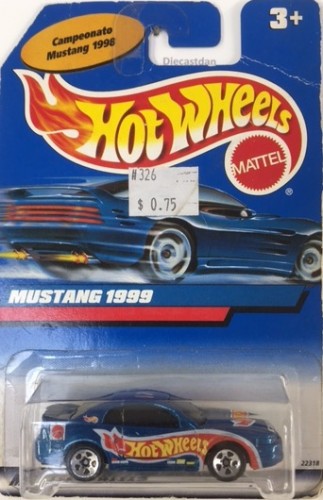 Campeonato
Mustang 1998
3+
Diecastdan
HOT WHEELS
MATTEL
®
#326
$ 0.75
MUSTANG 1999
HOT WHEELS
22318